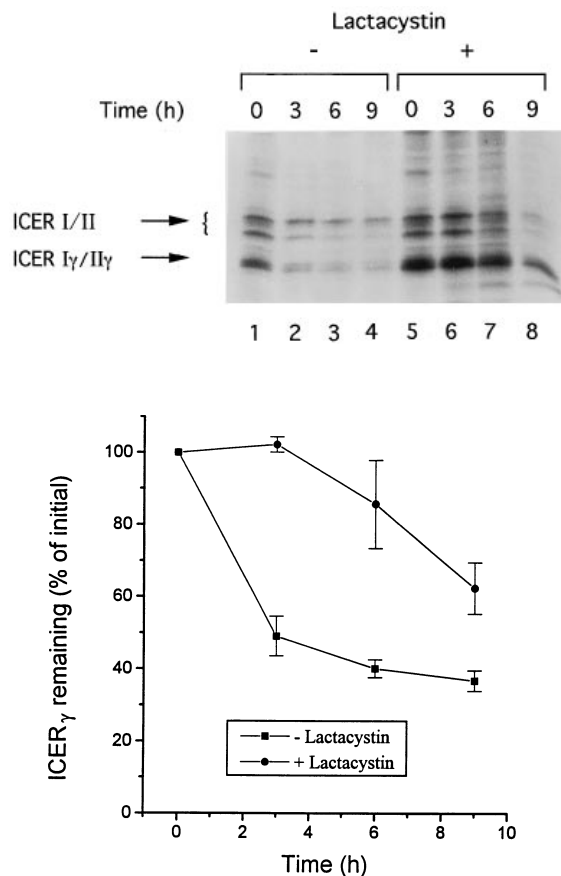 Lactacystin
- +
Time (h) 0 3 6 9 0 3 6 9
ICER I/II {
ICER Iγ/IIγ
1 2 3 4 5 6 7 8
ICERγ remaining (% of initial)
100
80
60
40
20
0
- Lactacystin
+ Lactacystin
0 2 4 6 8 10
Time (h)